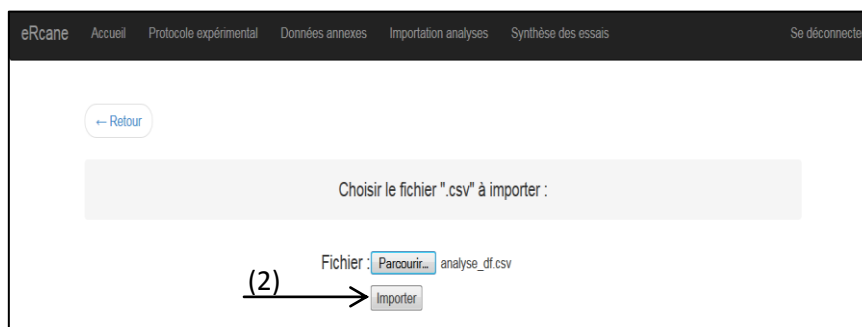 eRcane Accueil Protocole expérimental Données annexes Importation analyses Synthèse des essais Se déconnecte
← Retour
Choisir le fichier ".csv" à importer :
Fichier : Parcourir... analyse_df.csv
(2) Importer